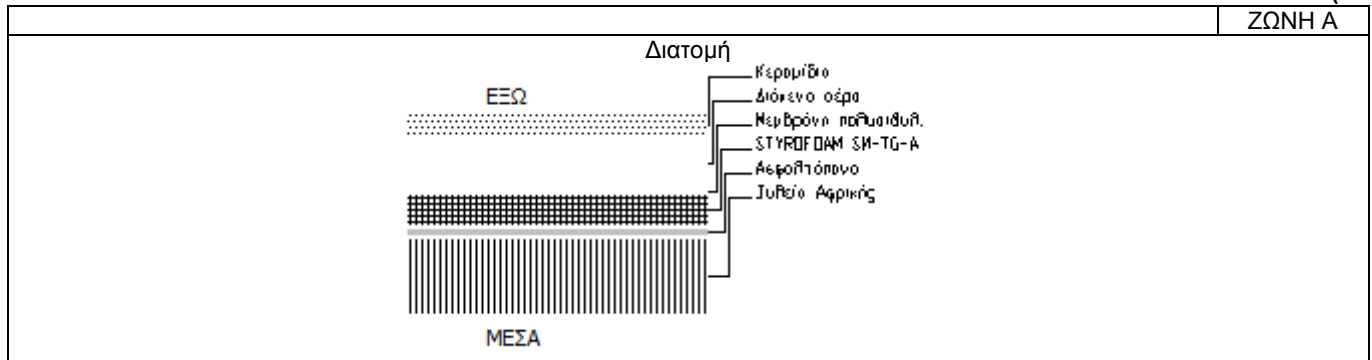 ΖΩΝΗ Α
Διατομή
ΕΞΩ
Κεραμίδια
Διάκενο αέρα
Μεμβράνη πολυαιθυλ.
STYROFOAM SM-TG-A
Ασφαλτόπανο
Ξυλεία Αφρικής
ΜΕΣΑ